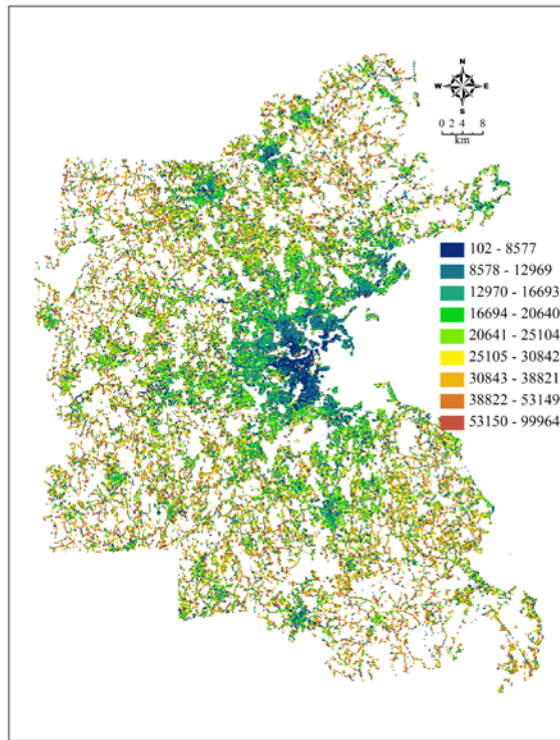 N
W E
S
0 2 4 8
km
102 - 8577
8578 - 12969
12970 - 16693
16694 - 20640
20641 - 25104
25105 - 30842
30843 - 38821
38822 - 53149
53150 - 99964